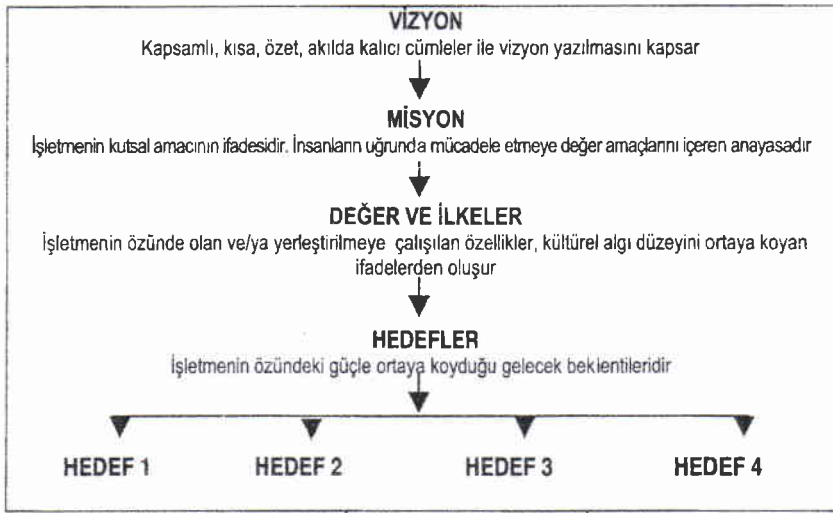 VİZYON
Kapsamlı, kısa, özet, akılda kalıcı cümleler ile vizyon yazılmasını kapsar
MİSYON
İşletmenin kutsal amacının ifadesidir. İnsanların uğrunda mücadele etmeye değer amaçlarını içeren anayasadır
DEĞER VE İLKELER
İşletmenin özünde olan ve/ya yerleştirilmeye çalışılan özellikler, kültürel algı düzeyini ortaya koyan
ifadelerden oluşur
HEDEFLER
İşletmenin özündeki güçle ortaya koyduğu gelecek beklentileridir
HEDEF 1 HEDEF 2 HEDEF 3 HEDEF 4